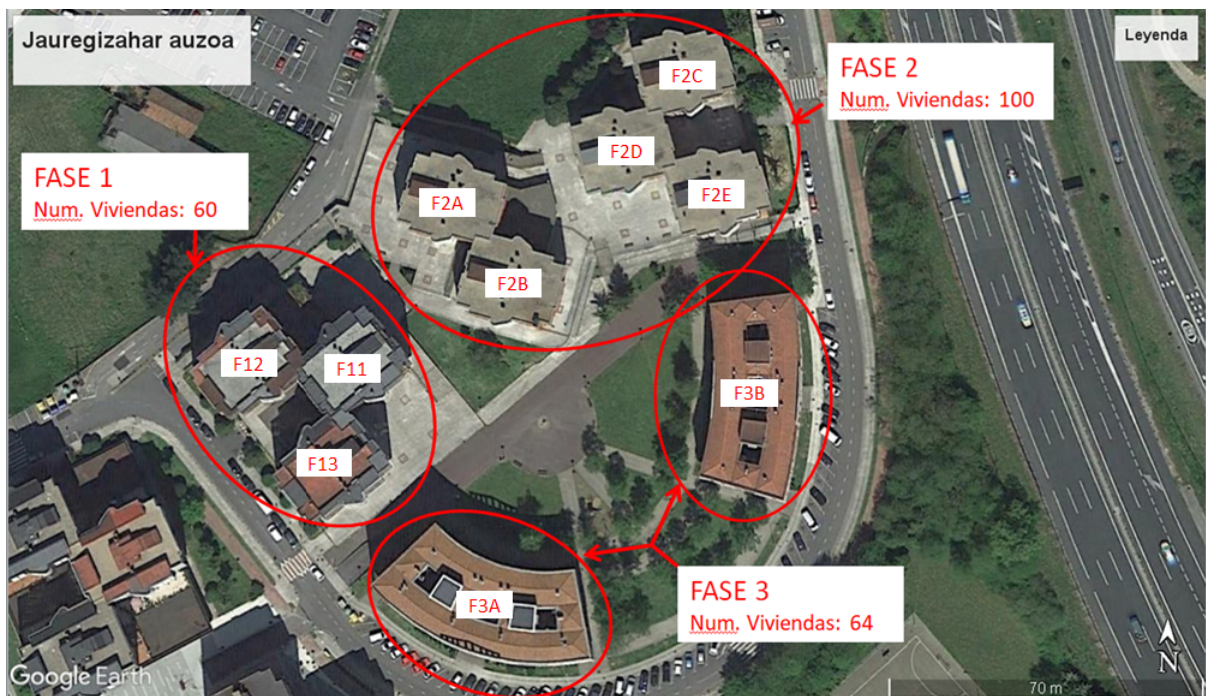 Jauregizahar auzoa
Leyenda
FASE 2
Num. Viviendas: 100
F2C
F2D
F2A
F2E
F2B
FASE 1
Num. Viviendas: 60
F12
F11
F13
F3B
F3A
FASE 3
Num. Viviendas: 64
Google Earth
70 m
N